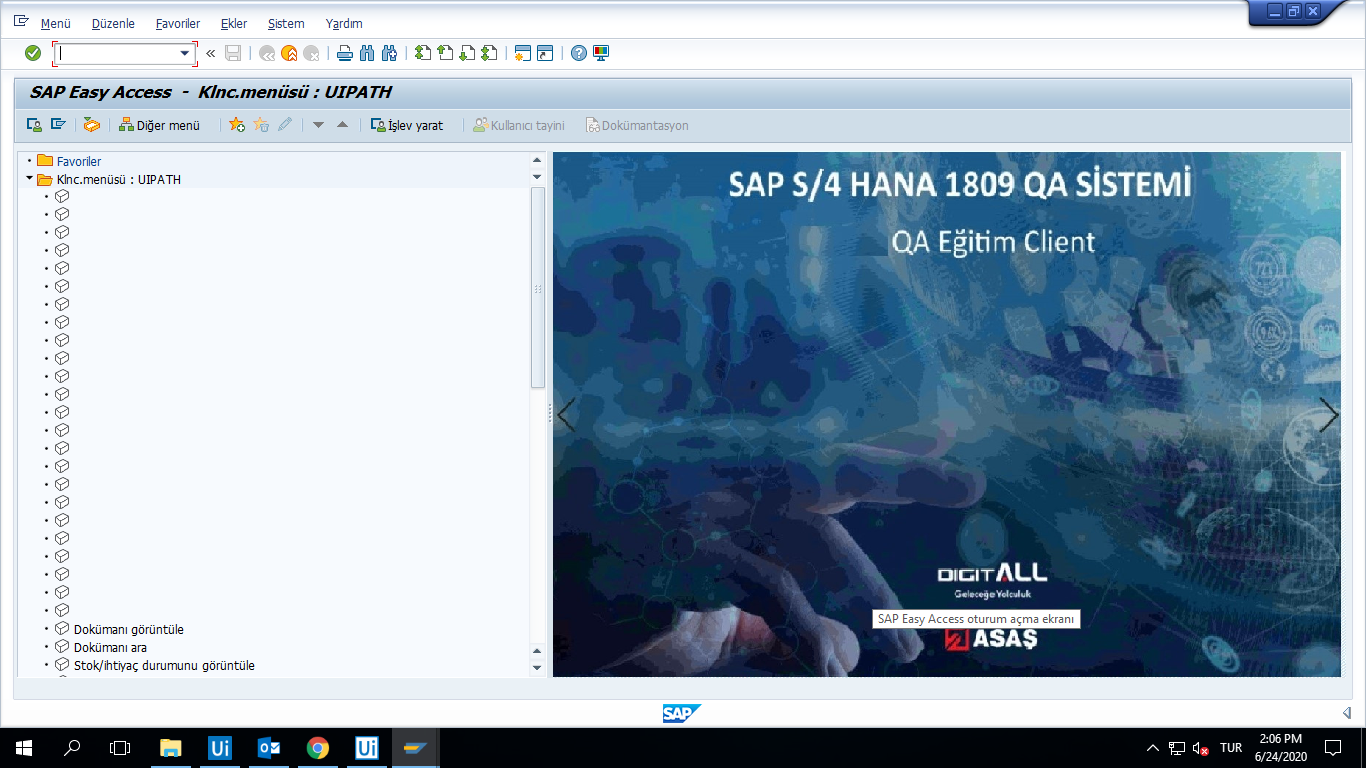 Menü Düzenle Favoriler Ekler Sistem Yardım
SAP Easy Access - Klnc.menüsü : UIPATH
Diğer menü İşlev yarat Kullanıcı tayini Dokümantasyon
Favoriler
Klnc.menüsü : UIPATH
Dokümanı görüntüle
Dokümanı ara
Stok/ihtiyaç durumunu görüntüle
SAP S/4 HANA 1809 QA SİSTEMİ
QA Eğitim Client
DIGITALL
Geleceğe Yolculuk
SAP Easy Access oturum açma ekranı
ASAŞ
SAP
Ui
Ui
TUR
2:06 PM
6/24/2020